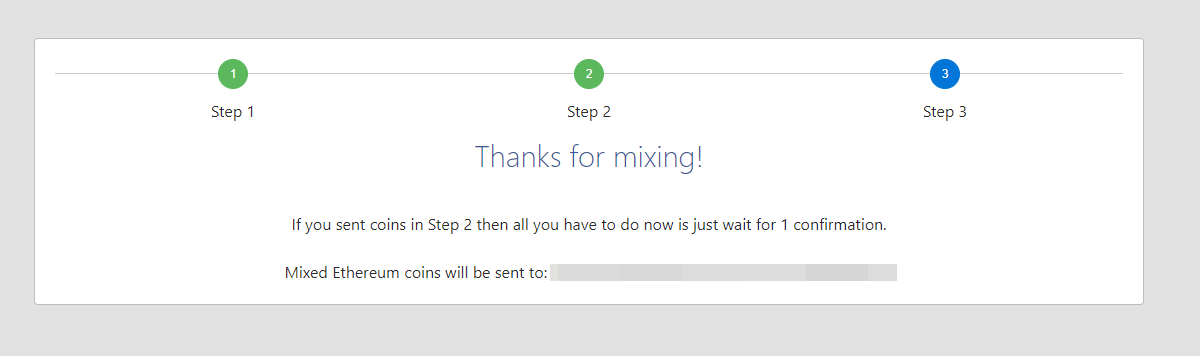 1 2 3
Step 1 Step 2 Step 3
Thanks for mixing!
If you sent coins in Step 2 then all you have to do now is just wait for 1 confirmation.
Mixed Ethereum coins will be sent to: